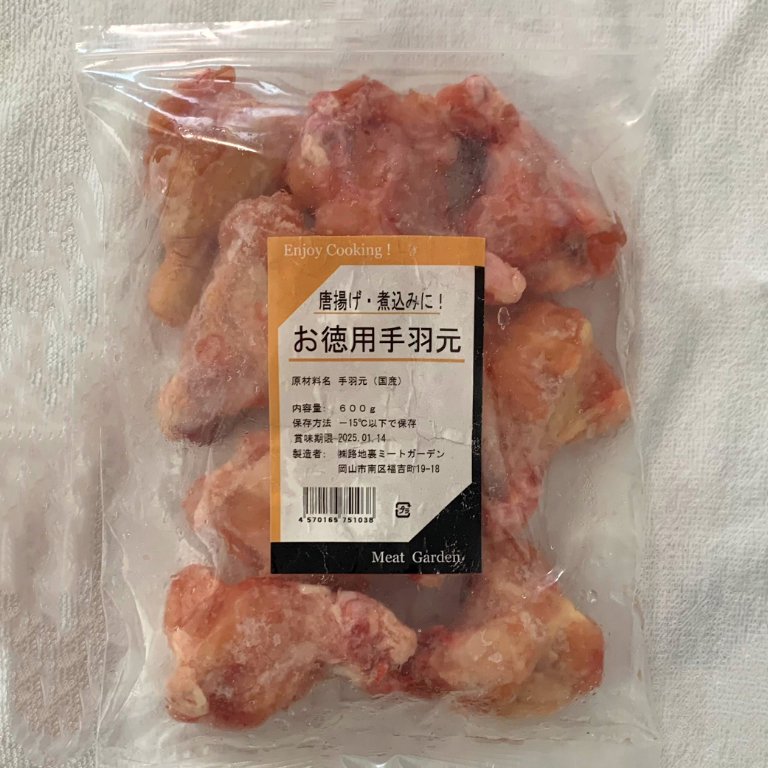 Enjoy Cooking!
唐揚げ・煮込みに!
お徳用手羽元
原材料名 手羽元(国産)
内容量: 600g
保存方法 -15℃以下で保存
賞味期限 2025.01.14
製造者: ㈱路地裏ミートガーデン
岡山市南区福吉町19-18
4 570166 751038
プラ
Meat Garden